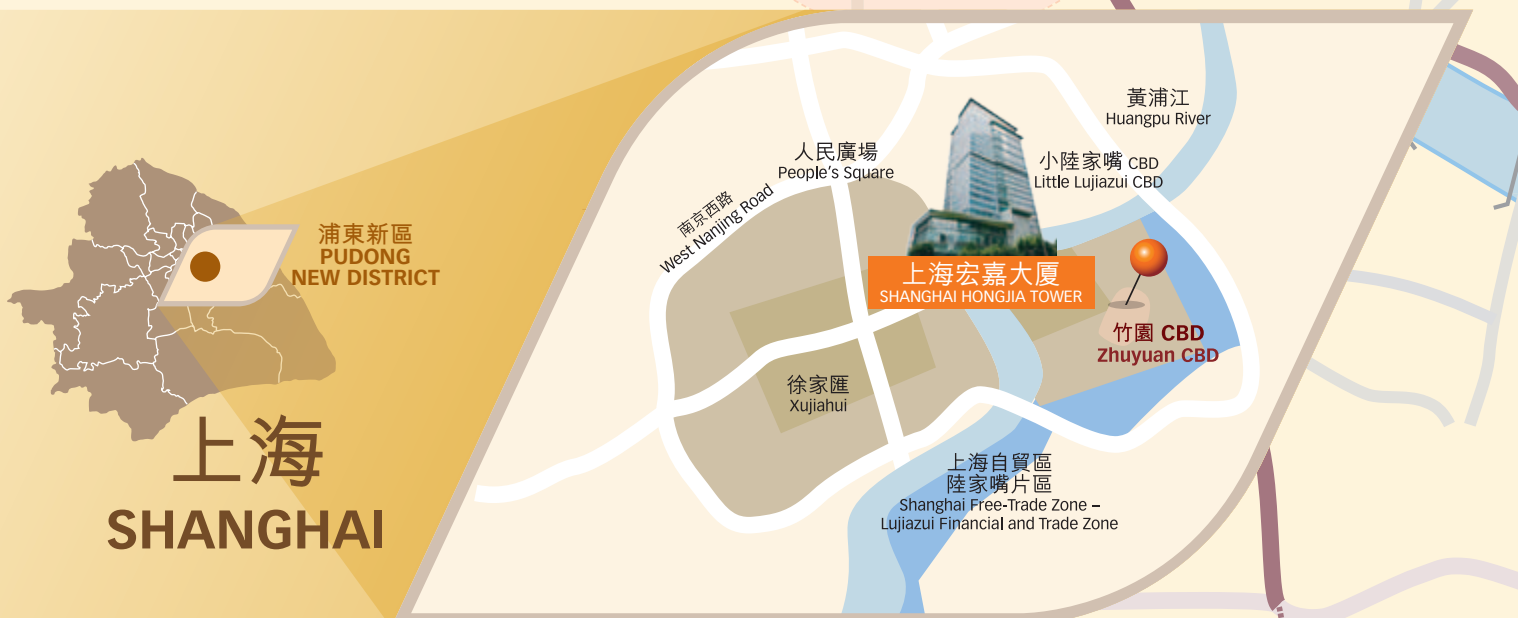 浦東新區
PUDONG
NEW DISTRICT
上海
SHANGHAI
黃浦江
Huangpu River
人民廣場
People's Square
小陸家嘴 CBD
Little Lujiazui CBD
南京西路
West Nanjing Road
上海宏嘉大厦
SHANGHAI HONGJIA TOWER
竹園 CBD
Zhuyuan CBD
徐家匯
Xujiahui
上海自貿區
陸家嘴片區
Shanghai Free-Trade Zone –
Lujiazui Financial and Trade Zone